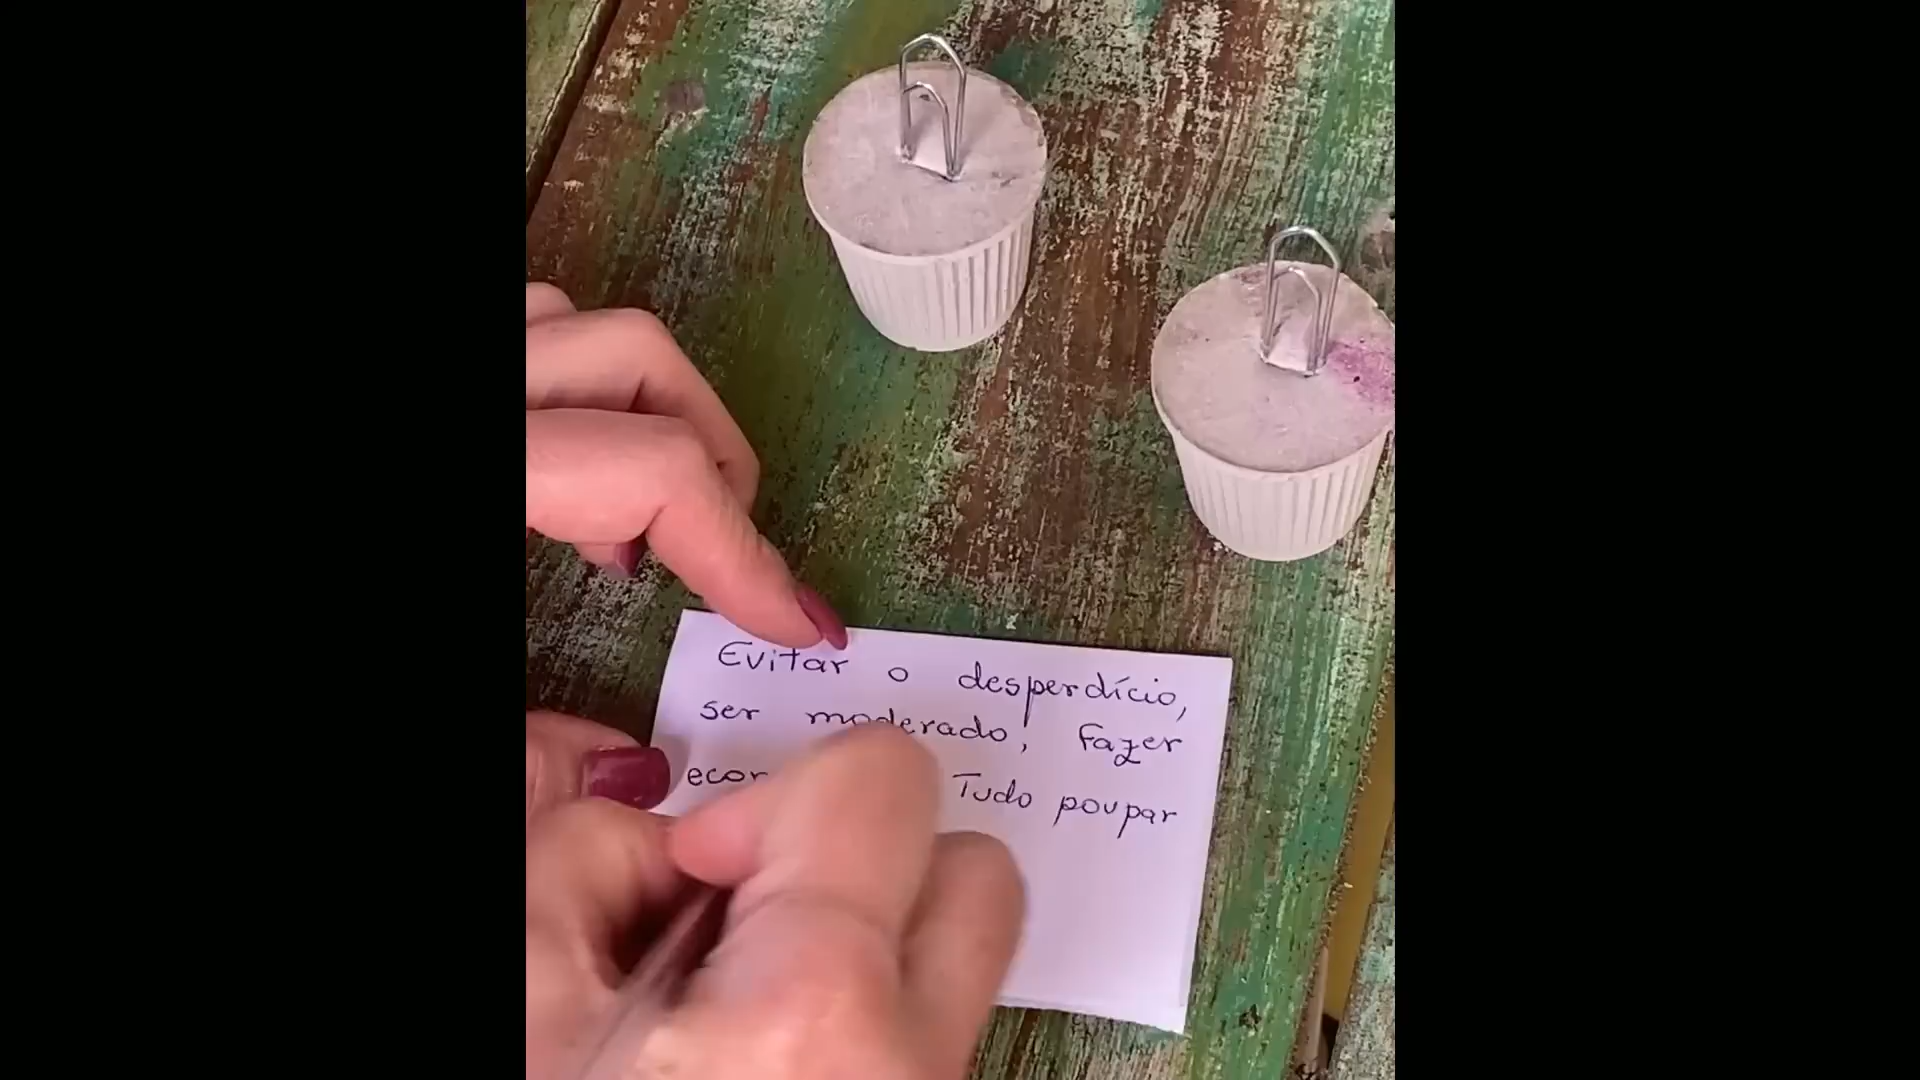 Evitar o desperdício,
ser moderado, fazer
Tudo poupar